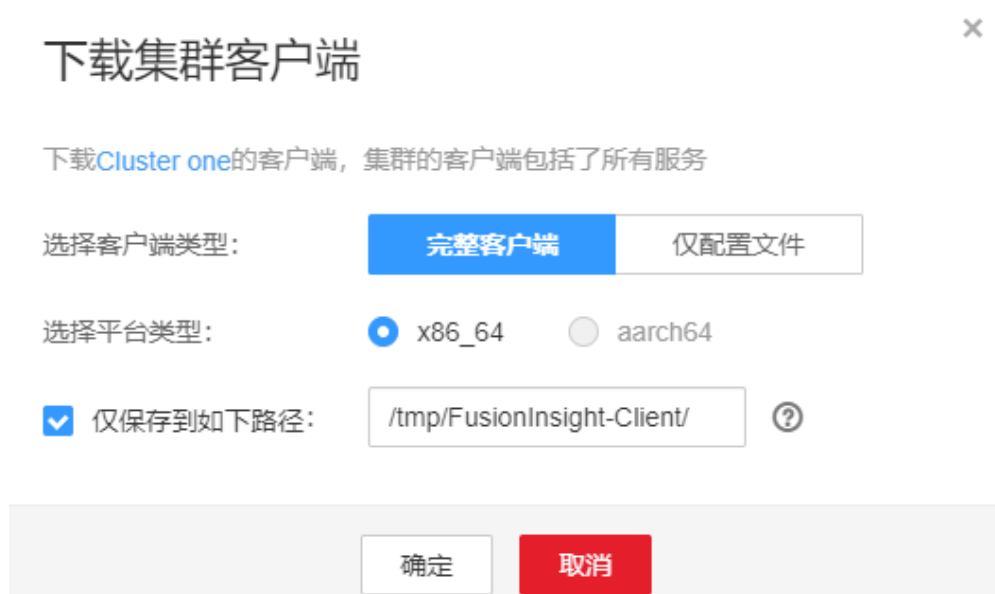 下载集群客户端
下载Cluster one的客户端，集群的客户端包括了所有服务
选择客户端类型： 完整客户端 仅配置文件
选择平台类型： x86_64 aarch64
仅保存到如下路径： /tmp/FusionInsight-Client/
确定 取消